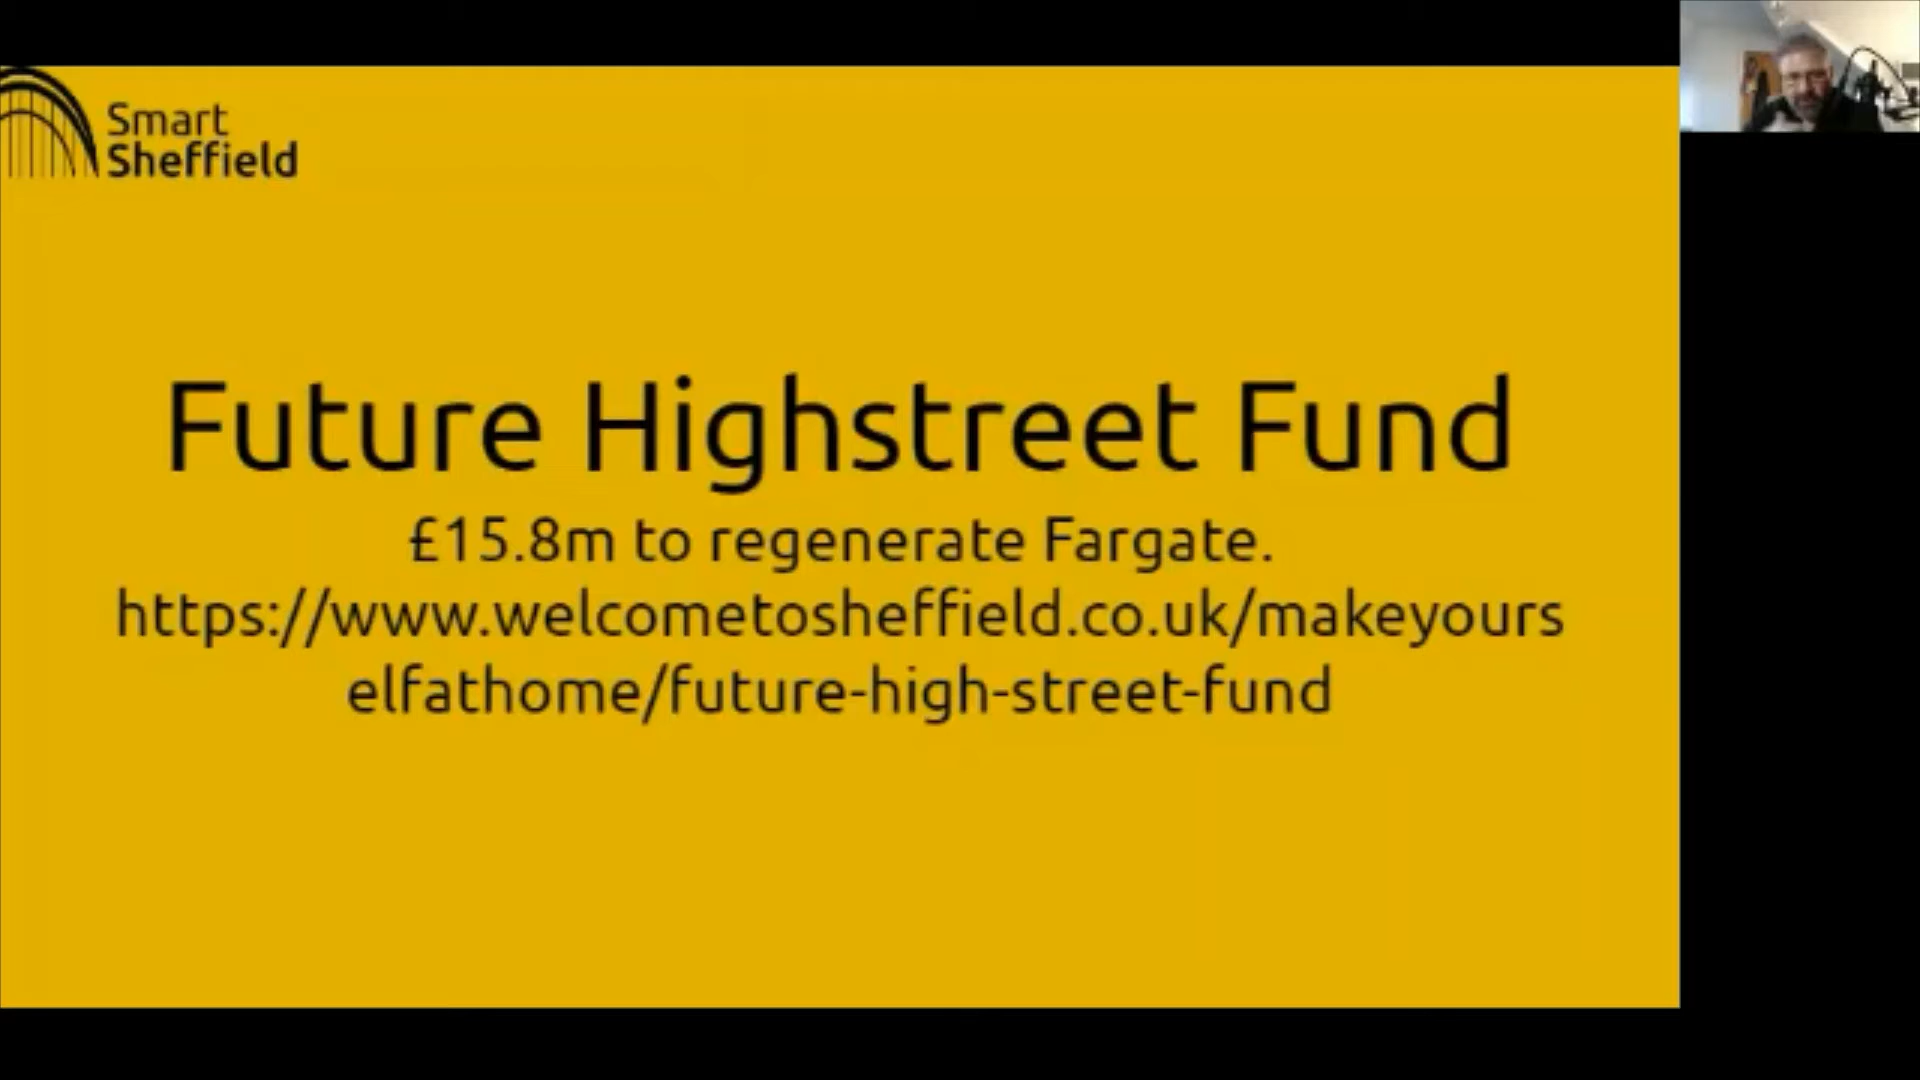 Smart
Sheffield
Future Highstreet Fund
£15.8m to regenerate Fargate.
https://www.welcometosheffield.co.uk/makeyours
elfathome/future-high-street-fund